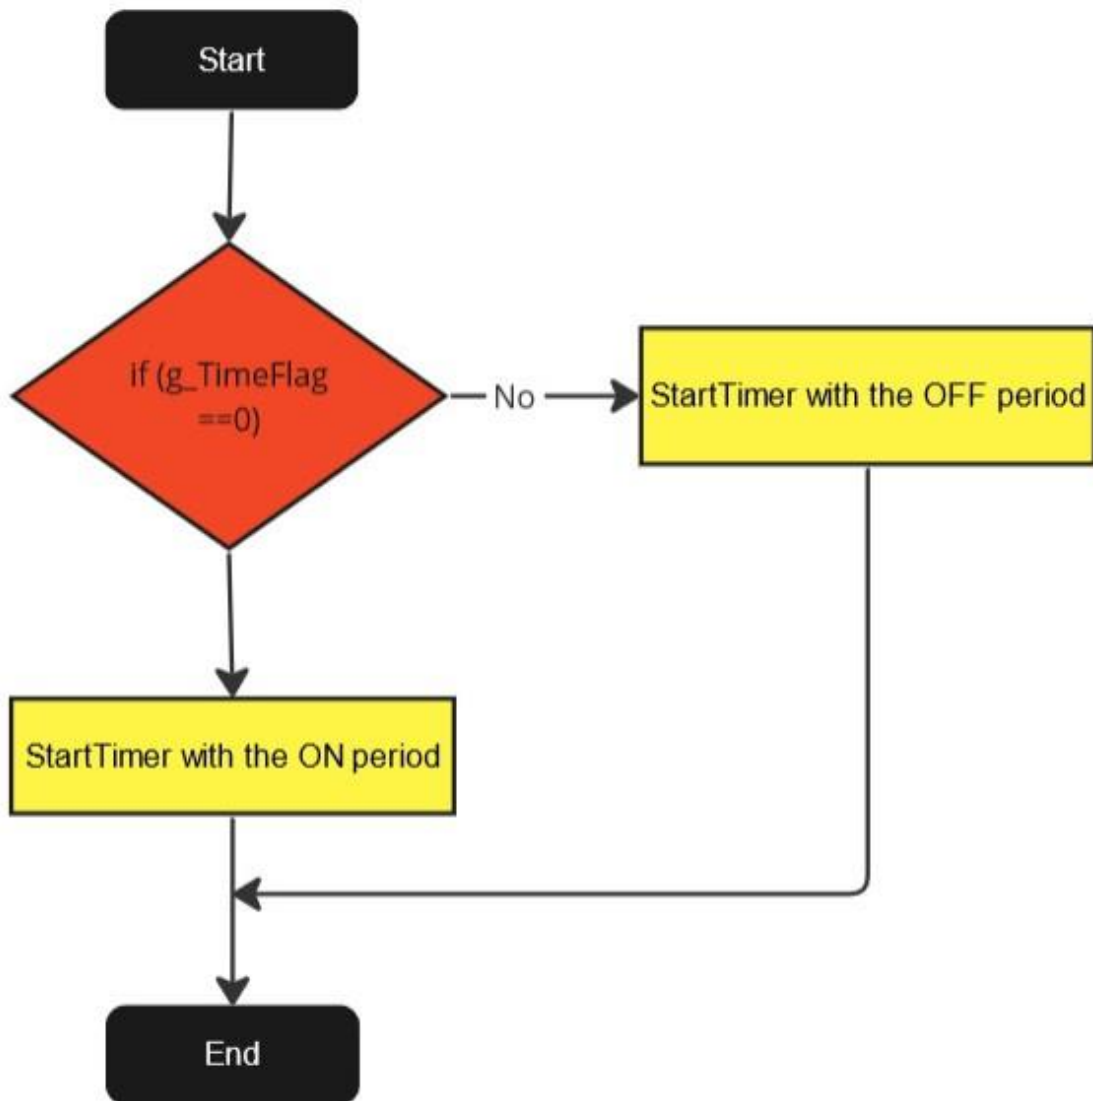 Start
if (g_TimeFlag
==0)
No
StartTimer with the OFF period
StartTimer with the ON period
End